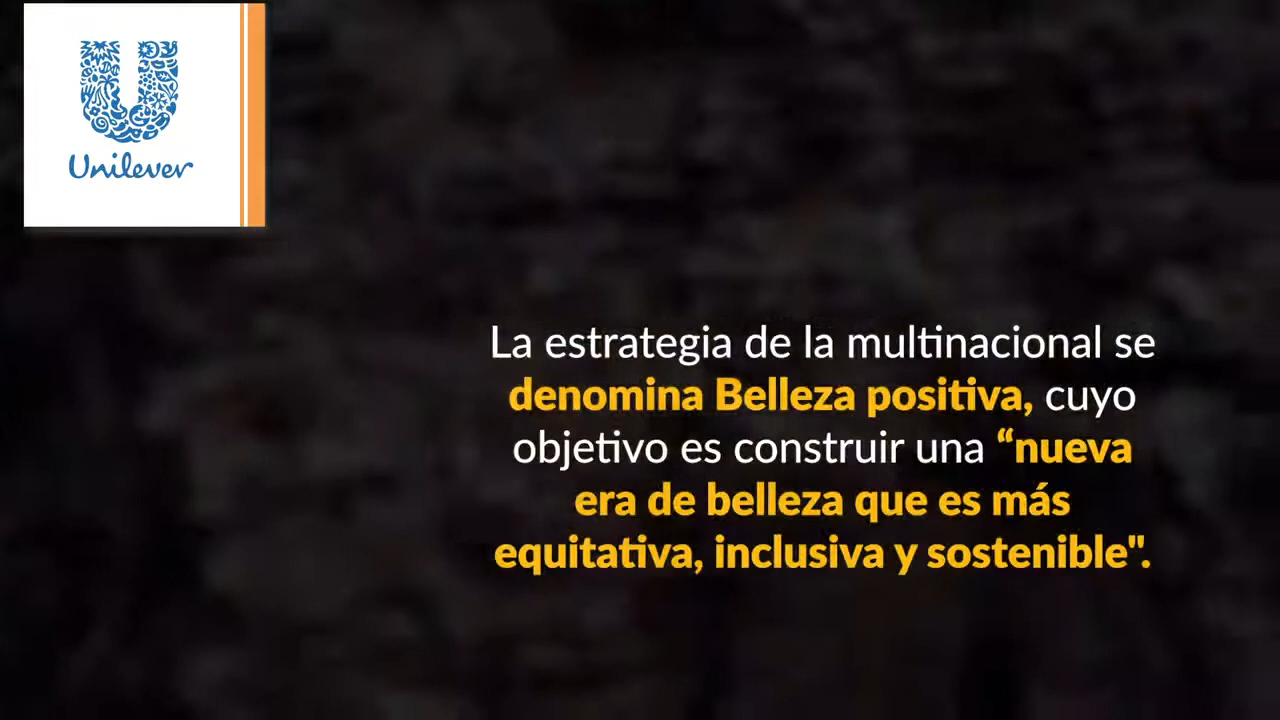 Unilever
La estrategia de la multinacional se
denomina Belleza positiva, cuyo
objetivo es construir una “nueva
era de belleza que es más
equitativa, inclusiva y sostenible".